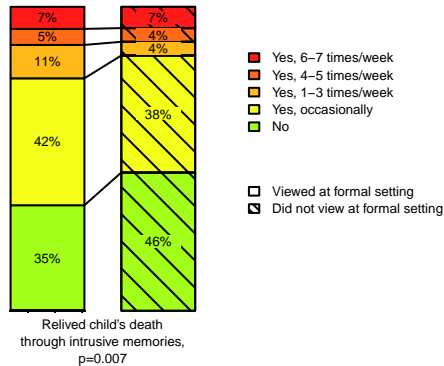 7%
5%
11%
42%
35%
7%
4%
4%
38%
46%
Yes, 6−7 times/week
Yes, 4−5 times/week
Yes, 1−3 times/week
Yes, occasionally
No
Viewed at formal setting
Did not view at formal setting
Relived child's death
through intrusive memories,
p=0.007